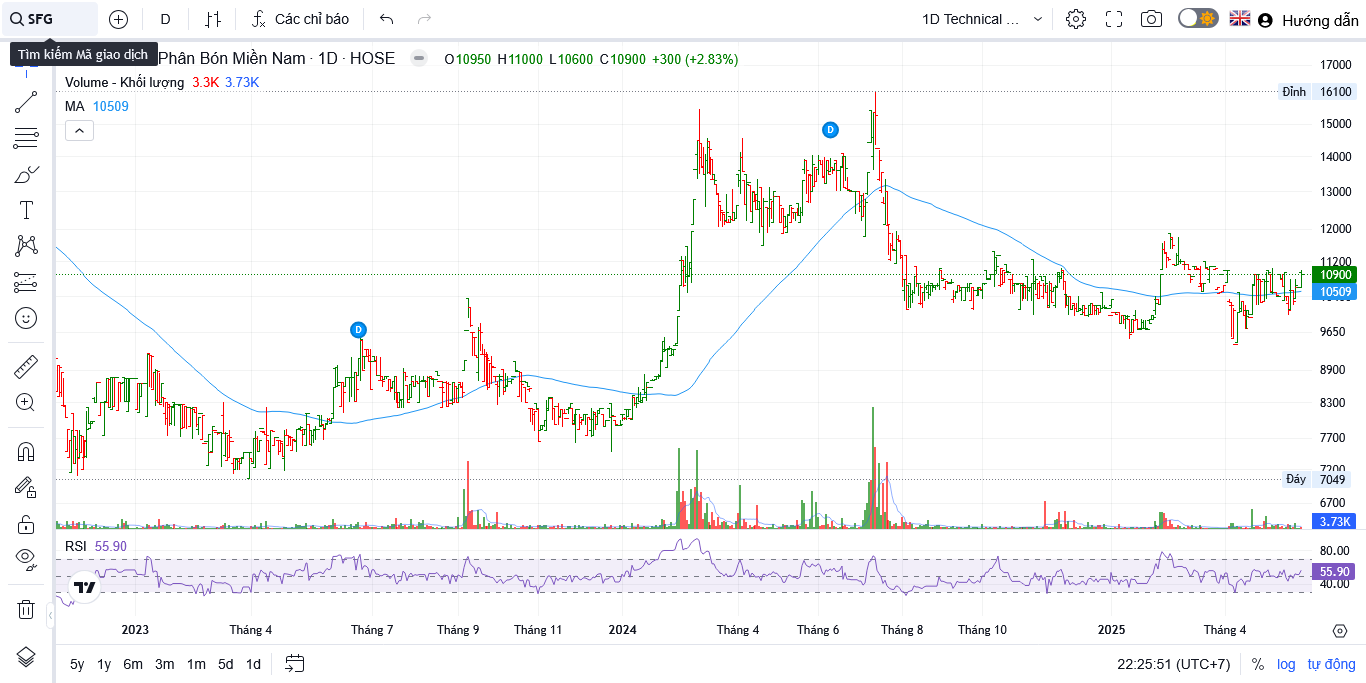 SFG D Các chỉ báo 1D Technical ... Hướng dẫn
Tìm kiếm Mã giao dịch
Phân Bón Miền Nam · 1D · HOSE O10950 H11000 L10600 C10900 +300 (+2.83%)
Volume - Khối lượng 3.3K 3.73K
MA 10509
D
D
17000
Đỉnh 16100
15000
14000
13000
12000
11200
10900
10509
9650
8900
8300
7700
7200
Đáy 7049
6700
3.73K
RSI 55.90
80.00
55.90
40.00
2023 Tháng 4 Tháng 7 Tháng 9 Tháng 11 2024 Tháng 4 Tháng 6 Tháng 8 Tháng 10 2025 Tháng 4
5y 1y 6m 3m 1m 5d 1d 22:25:51 (UTC+7) % log tự động